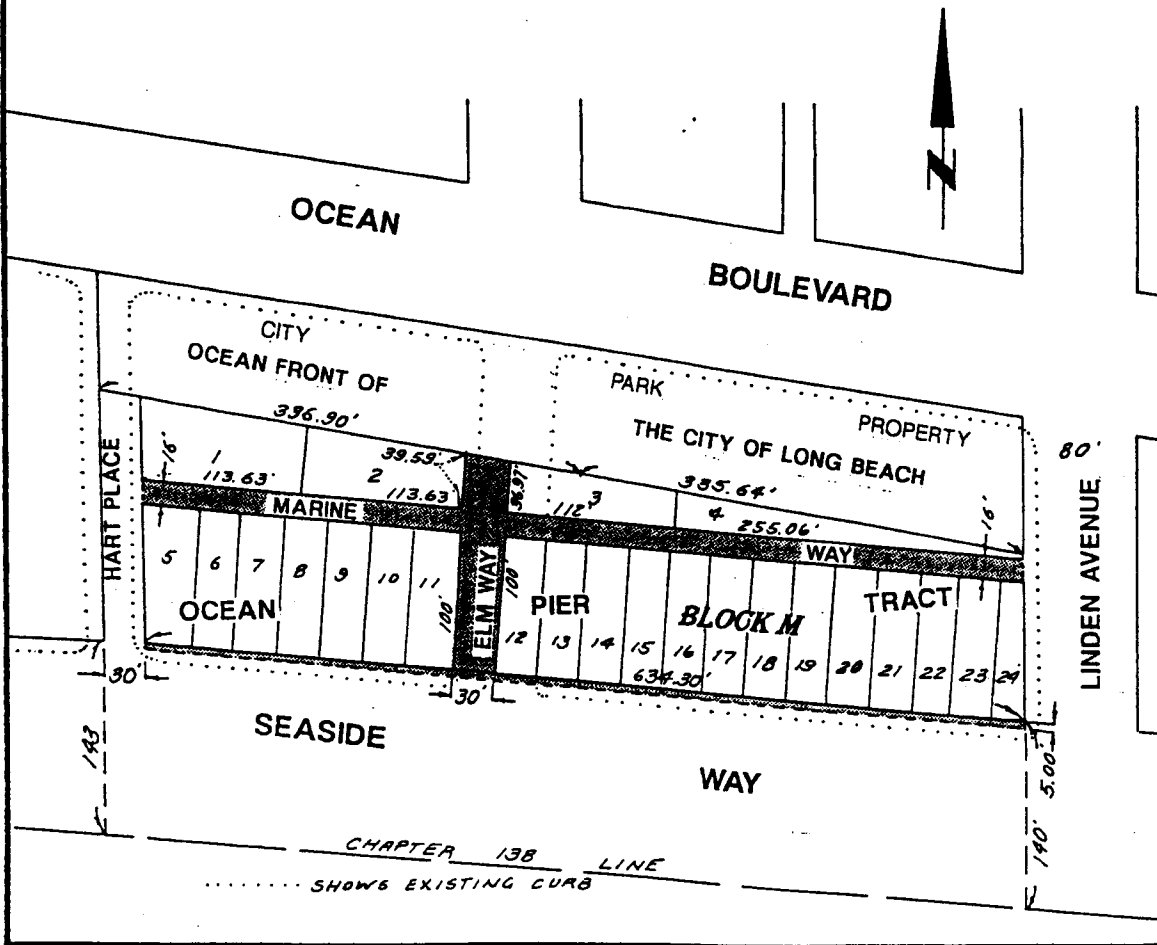 N
OCEAN
BOULEVARD
CITY
OCEAN FRONT OF
PARK
PROPERTY
THE CITY OF LONG BEACH
80'
336.90'
39.59'
335.64'
HART PLACE
16'
1
113.63'
2
113.63
36.97'
3
112'
4
255.06'
16'
MARINE
WAY
LINDEN AVENUE
5
6
7
8
9
10
11
100'
ELM WAY
100'
12
13
14
15
16
17
18
19
20
21
22
23
24
OCEAN
PIER
BLOCK M
TRACT
634.30'
30'
30'
SEASIDE
WAY
143
5.00'
140'
CHAPTER 138 LINE
SHOWS EXISTING CURB